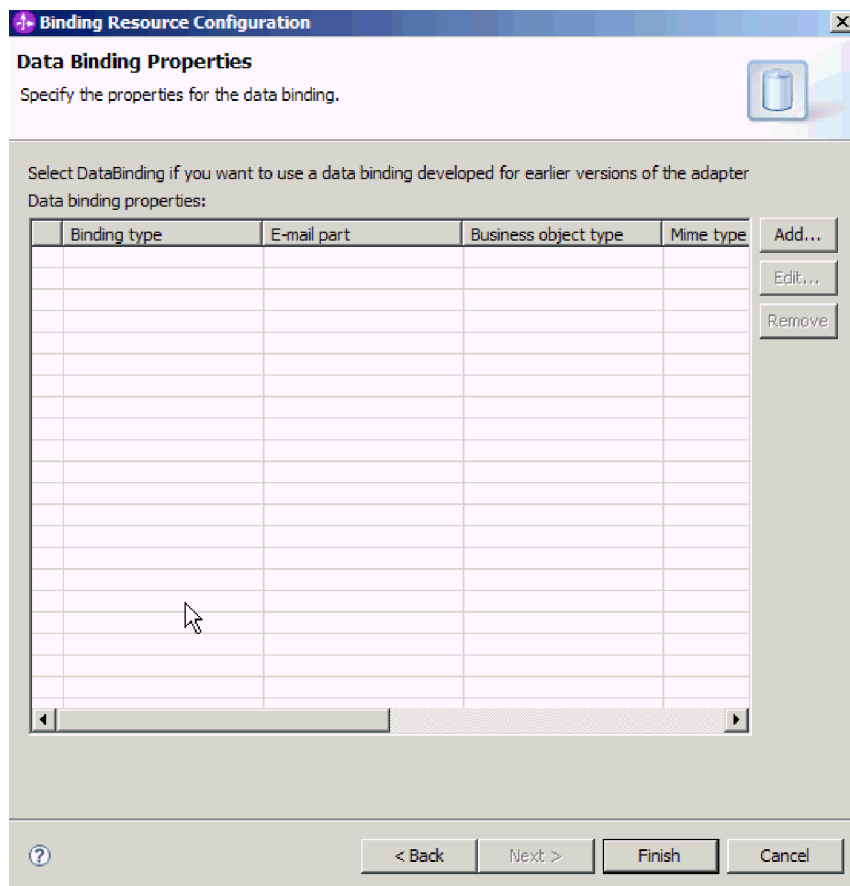 Binding Resource Configuration
Data Binding Properties
Specify the properties for the data binding.
Select DataBinding if you want to use a data binding developed for earlier versions of the adapter
Data binding properties:
Binding type E-mail part Business object type Mime type
Add...
Edit...
Remove
? < Back Next > Finish Cancel